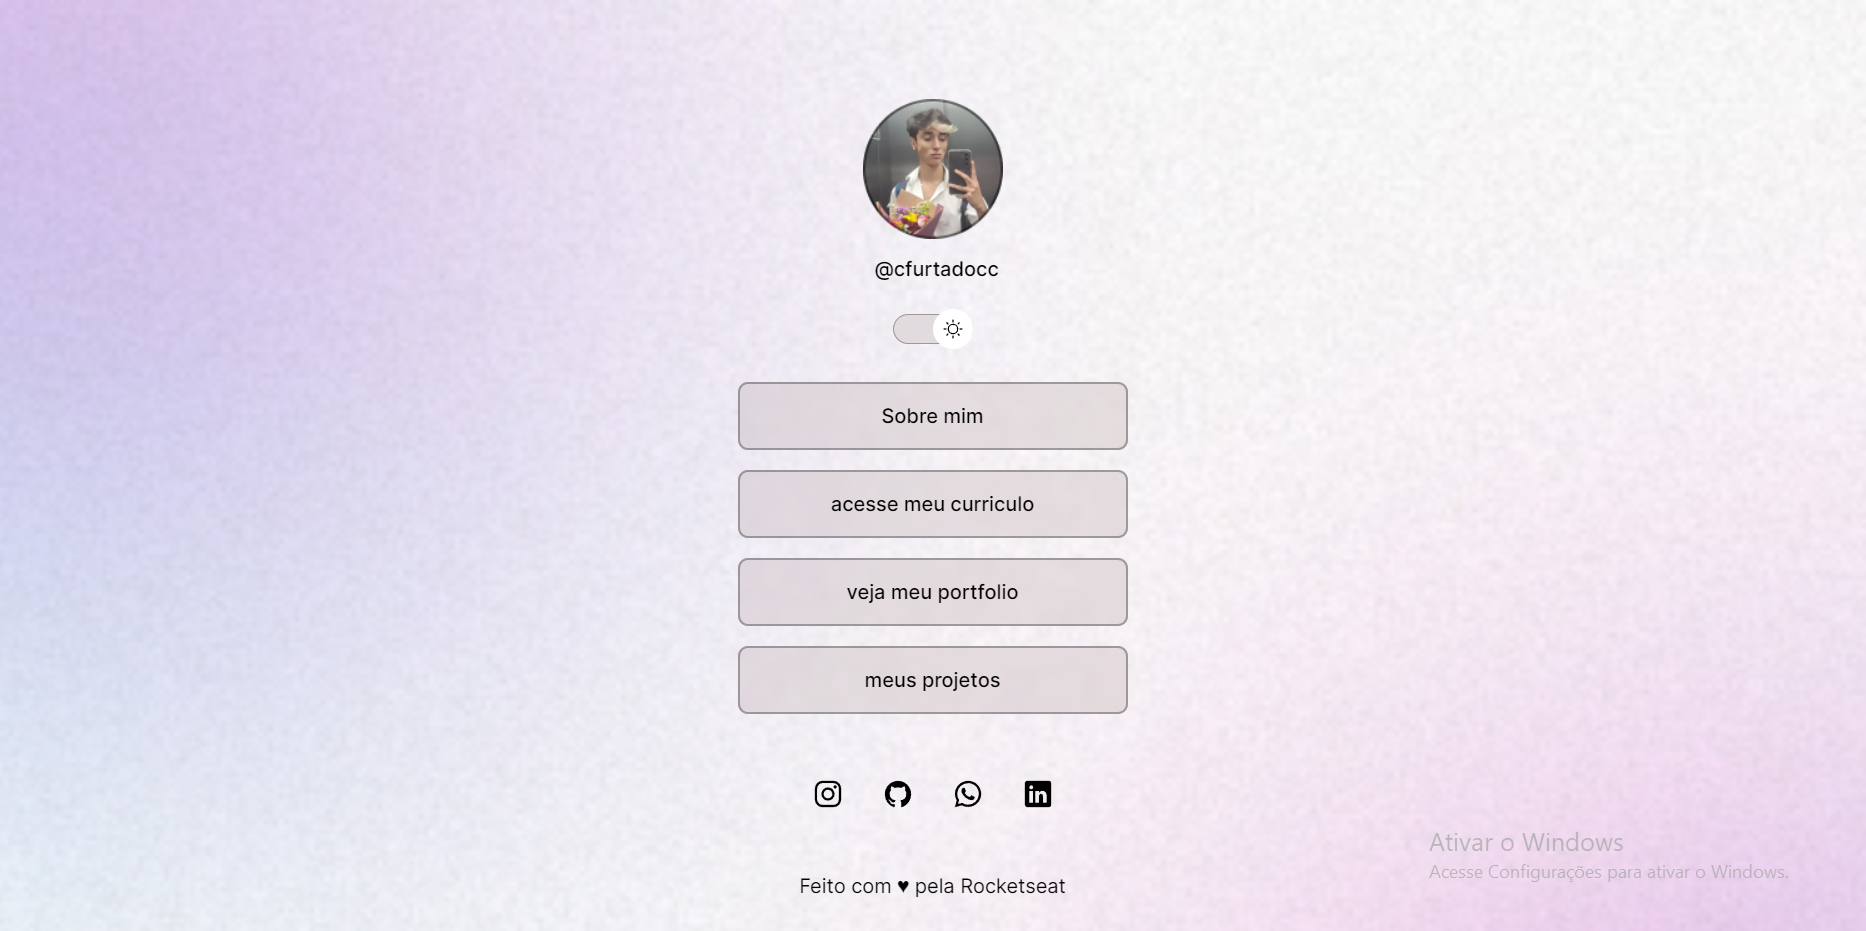 @cfurtadocc
Sobre mim
acesse meu curriculo
veja meu portfolio
meus projetos
Feito com ♥ pela Rocketseat
Ativar o Windows
Acesse Configurações para ativar o Windows.